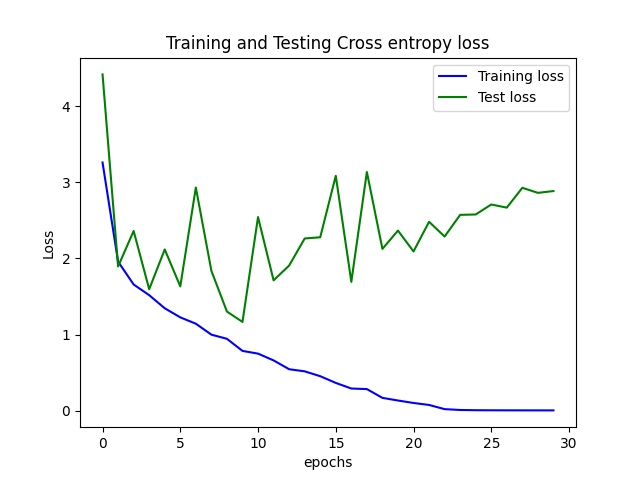 Training and Testing Cross entropy loss
Training loss
Test loss
Loss
4
3
2
1
0
0 5 10 15 20 25 30
epochs